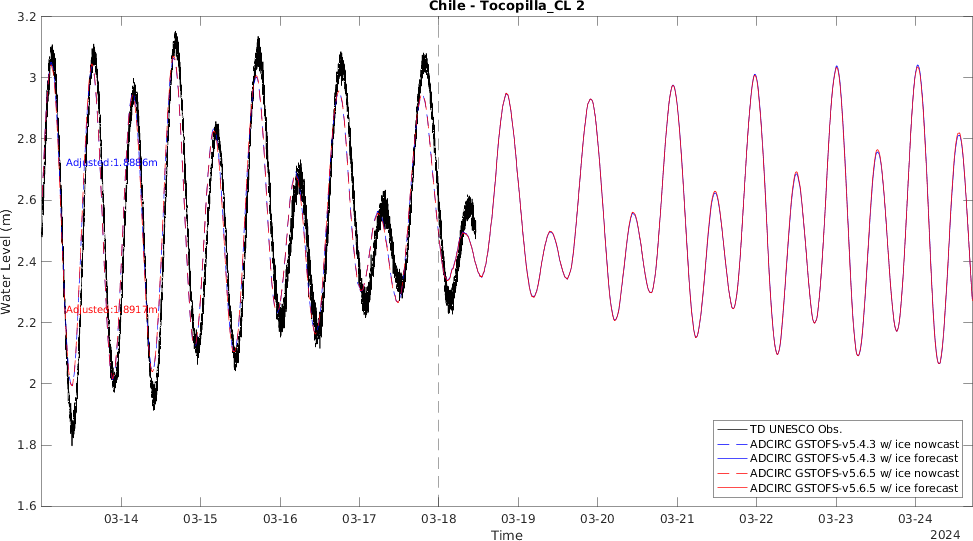 Chile - Tocopilla_CL 2
3.2
3
2.8
2.6
2.4
2.2
2
1.8
1.6
Water Level (m)
Adjusted:1.8886m
Adjusted:1.8917m
TD UNESCO Obs.
ADCIRC GSTOFS-v5.4.3 w/ ice nowcast
ADCIRC GSTOFS-v5.4.3 w/ ice forecast
ADCIRC GSTOFS-v5.6.5 w/ ice nowcast
ADCIRC GSTOFS-v5.6.5 w/ ice forecast
03-14 03-15 03-16 03-17 03-18 03-19 03-20 03-21 03-22 03-23 03-24
Time
2024